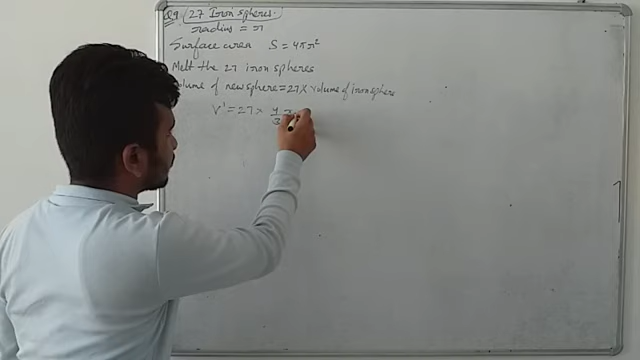 Q9 27 Iron spheres.
radius = r
Surface area S = 4πr²
Melt the 27 iron spheres
volume of new sphere = 27 × volume of iron sphere
V' = 27 × 4/3 π